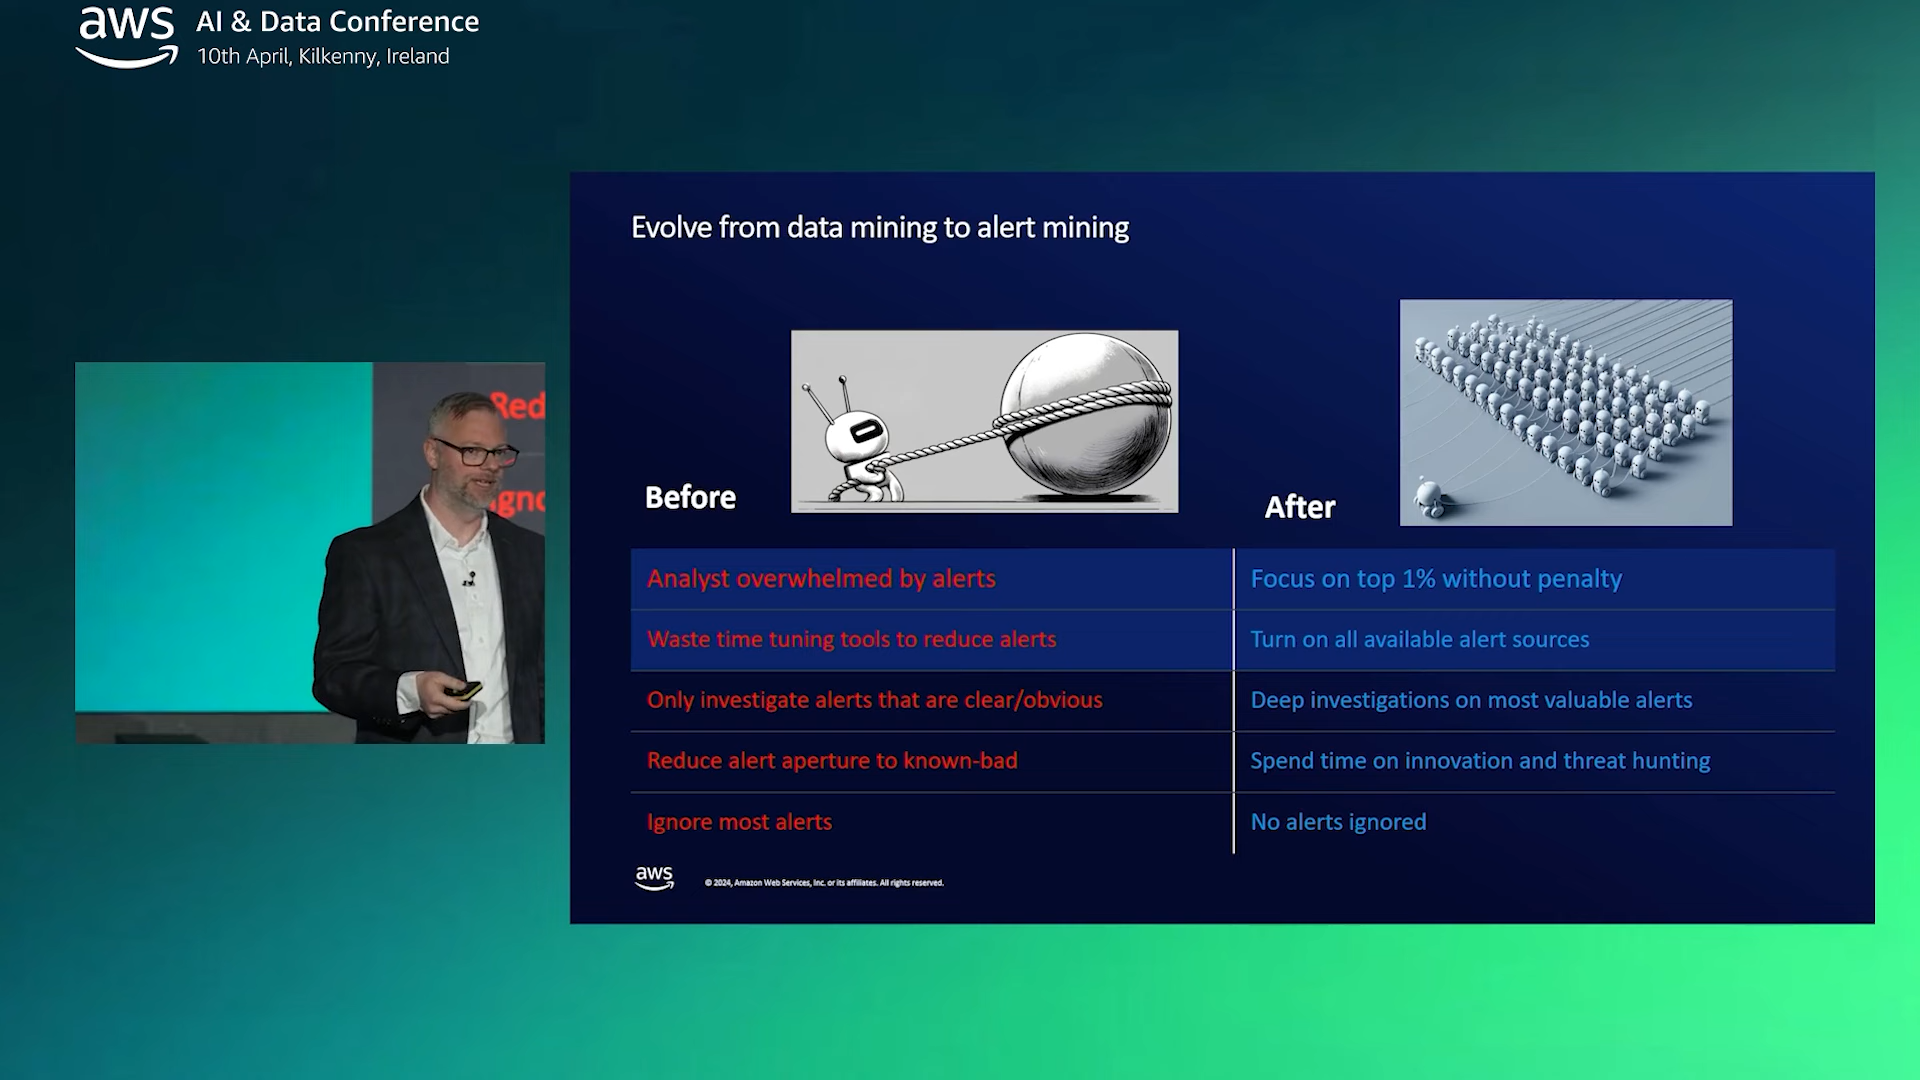 aws
AI & Data Conference
10th April, Kilkenny, Ireland
Red
Evolve from data mining to alert mining
Before
After
Analyst overwhelmed by alerts
Focus on top 1% without penalty
Waste time tuning tools to reduce alerts
Turn on all available alert sources
Only investigate alerts that are clear/obvious
Deep investigations on most valuable alerts
Reduce alert aperture to known-bad
Spend time on innovation and threat hunting
Ignore most alerts
No alerts ignored
aws
© 2024, Amazon Web Services, Inc. or its affiliates. All rights reserved.